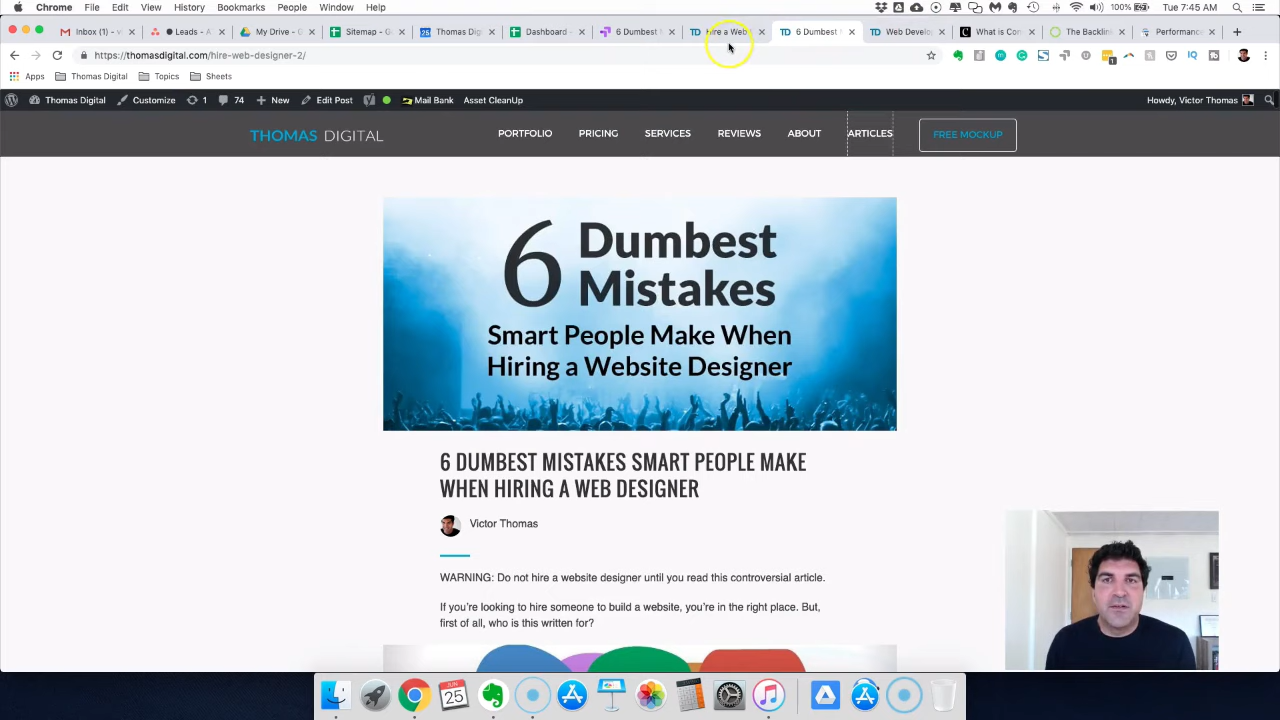 Chrome File Edit View History Bookmarks People Window Help 100% Tue 7:45 AM
Inbox (1) - v Leads - A My Drive - G Sitemap - G Thomas Digi Dashboard - 6 Dumbest Hire a Web 6 Dumbest Web Develo What is Con The Backlin Performanc
https://thomasdigital.com/hire-web-designer-2/
Apps Thomas Digital Topics Sheets
Thomas Digital Customize 1 74 New Edit Post Mail Bank Asset CleanUp Howdy, Victor Thomas
THOMAS DIGITAL PORTFOLIO PRICING SERVICES REVIEWS ABOUT ARTICLES FREE MOCKUP
6 Dumbest
Mistakes
Smart People Make When
Hiring a Website Designer
6 DUMBEST MISTAKES SMART PEOPLE MAKE
WHEN HIRING A WEB DESIGNER
Victor Thomas
WARNING: Do not hire a website designer until you read this controversial article.
If you're looking to hire someone to build a website, you're in the right place. But,
first of all, who is this written for?
JUN
25